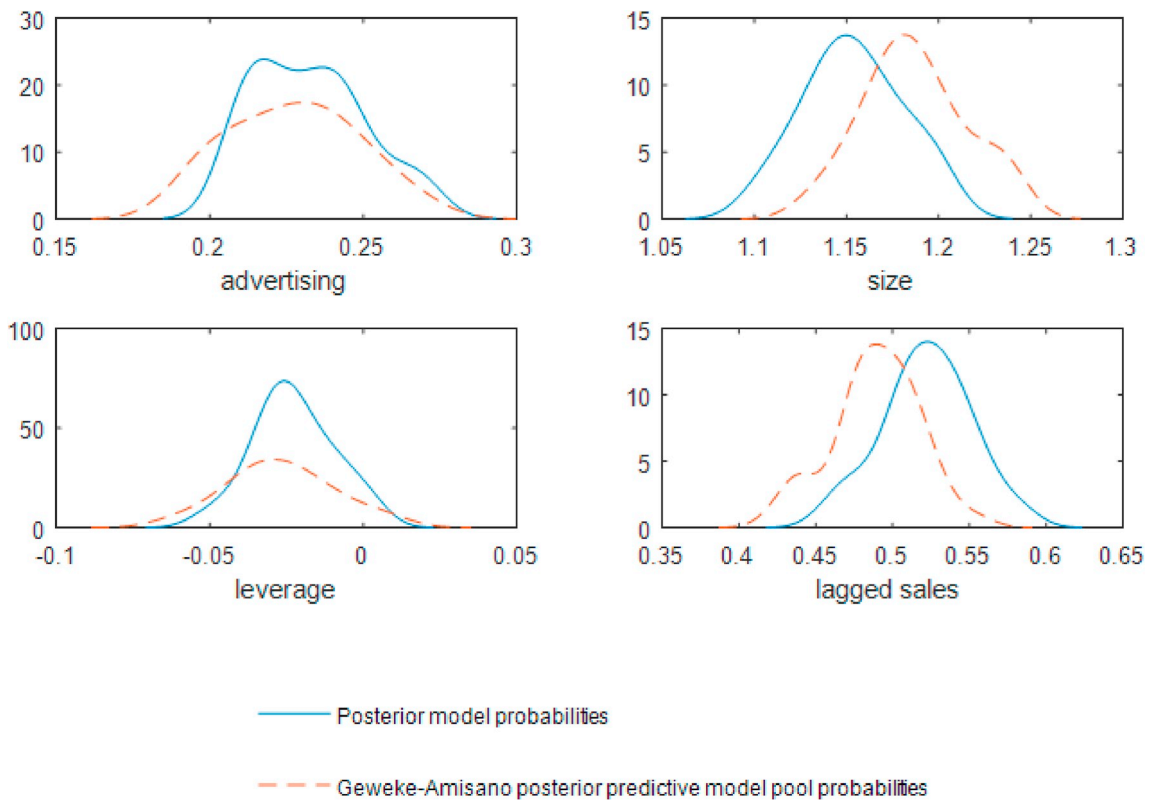 30
20
10
0
0.15 0.2 0.25 0.3
advertising
15
10
5
0
1.05 1.1 1.15 1.2 1.25 1.3
size
100
50
0
-0.1 -0.05 0 0.05
leverage
15
10
5
0
0.35 0.4 0.45 0.5 0.55 0.6 0.65
lagged sales
Posterior model probabilities
Geweke-Amisano posterior predictive model pool probabilities